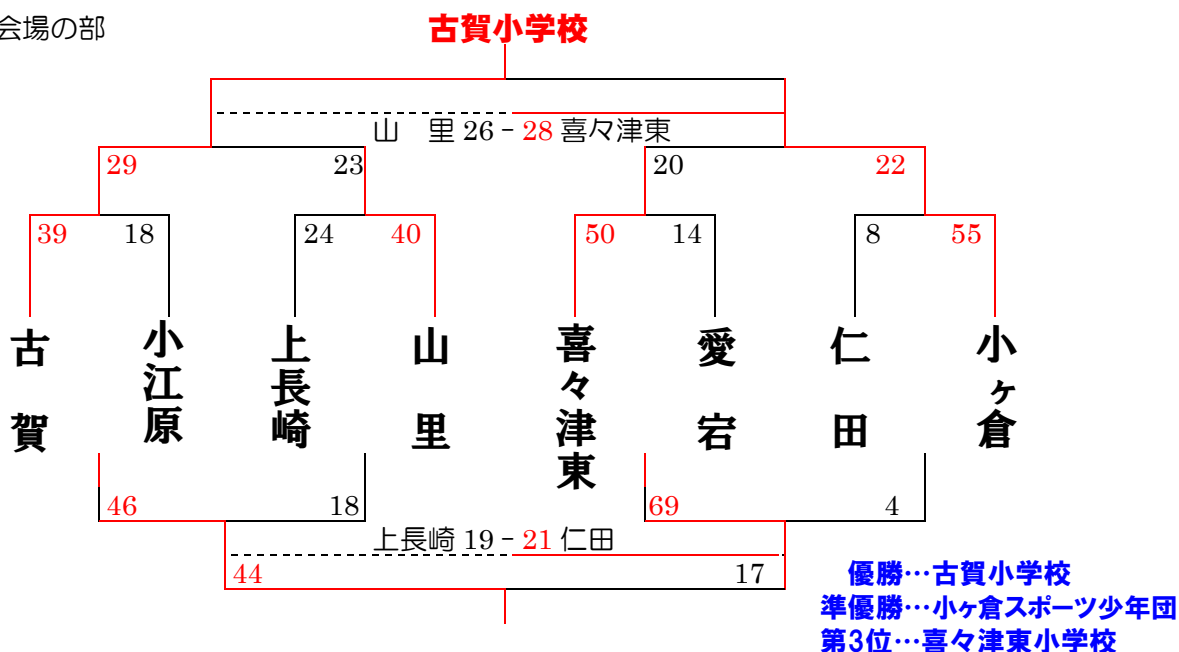 会場の部
古賀小学校
山　里 26 - 28 喜々津東
29 23 20 22
39 18 24 40 50 14 8 55
古賀 小江原 上長崎 山里 喜々津東 愛宕 仁田 小ヶ倉
46 18 69 4
上長崎 19 - 21 仁田
44 17
優勝…古賀小学校
準優勝…小ヶ倉スポーツ少年団
第3位…喜々津東小学校